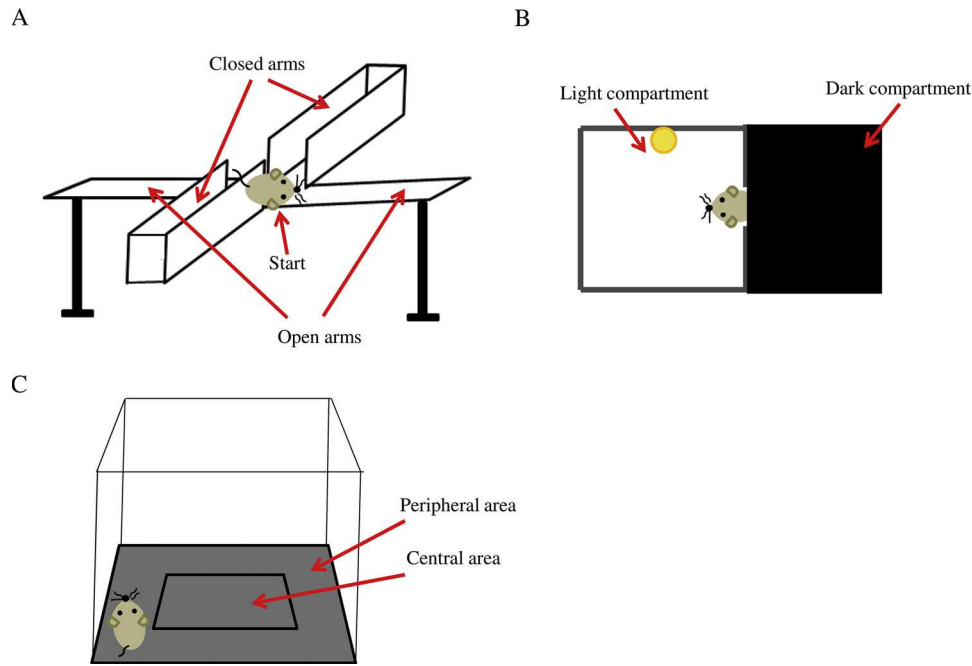 A
Closed arms
Start
Open arms
B
Light compartment
Dark compartment
C
Peripheral area
Central area